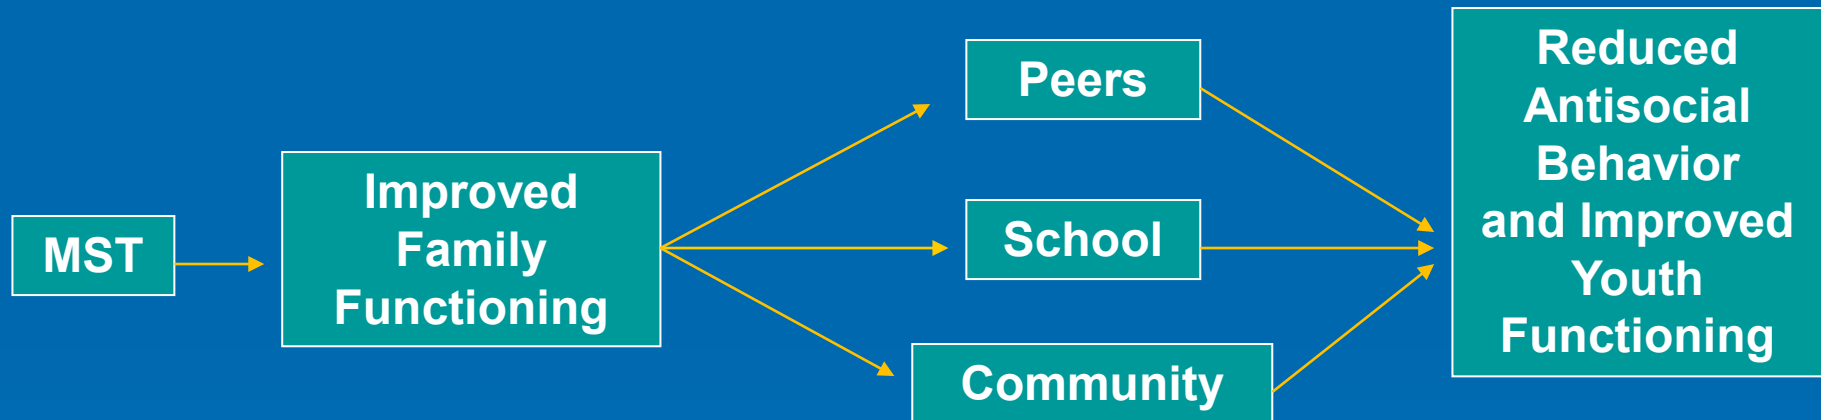 MST
Improved
Family
Functioning
Peers
School
Community
Reduced
Antisocial
Behavior
and Improved
Youth
Functioning